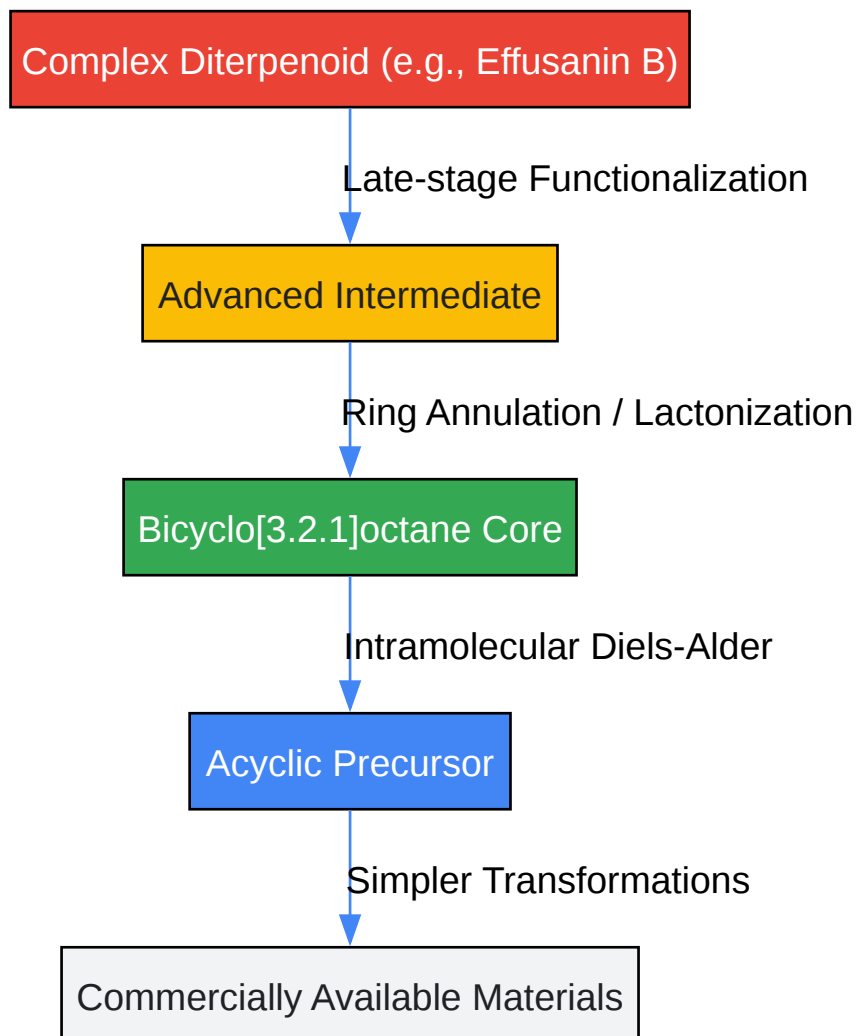 Complex Diterpenoid (e.g., Effusanin B)
Late-stage Functionalization
Advanced Intermediate
Ring Annulation / Lactonization
Bicyclo[3.2.1]octane Core
Intramolecular Diels-Alder
Acyclic Precursor
Simpler Transformations
Commercially Available Materials